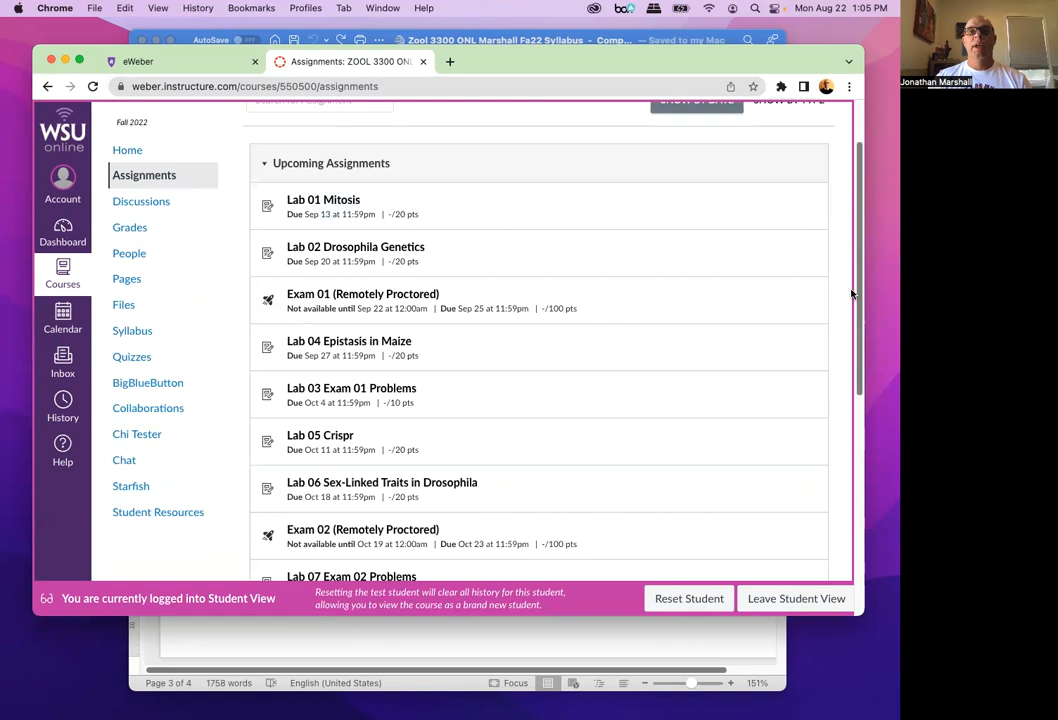 Chrome File Edit View History Bookmarks Profiles Tab Window Help Mon Aug 22 1:05 PM
AutoSave OFF Zool 3300 ONL Marshall Fa22 Syllabus - Comp... — Saved to my Mac
Jonathan Marshall
eWeber
Assignments: ZOOL 3300 ONL
weber.instructure.com/courses/550500/assignments
WSU
online
Account
Dashboard
Courses
Calendar
Inbox
History
Help
Fall 2022
Home
Assignments
Discussions
Grades
People
Pages
Files
Syllabus
Quizzes
BigBlueButton
Collaborations
Chi Tester
Chat
Starfish
Student Resources
SHOW BY DATE SHOW BY TYPE
Upcoming Assignments
Lab 01 Mitosis
Due Sep 13 at 11:59pm | -/20 pts
Lab 02 Drosophila Genetics
Due Sep 20 at 11:59pm | -/20 pts
Exam 01 (Remotely Proctored)
Not available until Sep 22 at 12:00am | Due Sep 25 at 11:59pm | -/100 pts
Lab 04 Epistasis in Maize
Due Sep 27 at 11:59pm | -/20 pts
Lab 03 Exam 01 Problems
Due Oct 4 at 11:59pm | -/10 pts
Lab 05 Crispr
Due Oct 11 at 11:59pm | -/20 pts
Lab 06 Sex-Linked Traits in Drosophila
Due Oct 18 at 11:59pm | -/20 pts
Exam 02 (Remotely Proctored)
Not available until Oct 19 at 12:00am | Due Oct 23 at 11:59pm | -/100 pts
Lab 07 Exam 02 Problems
You are currently logged into Student View
Resetting the test student will clear all history for this student,
allowing you to view the course as a brand new student.
Reset Student
Leave Student View
Page 3 of 4 1758 words English (United States) Focus 151%